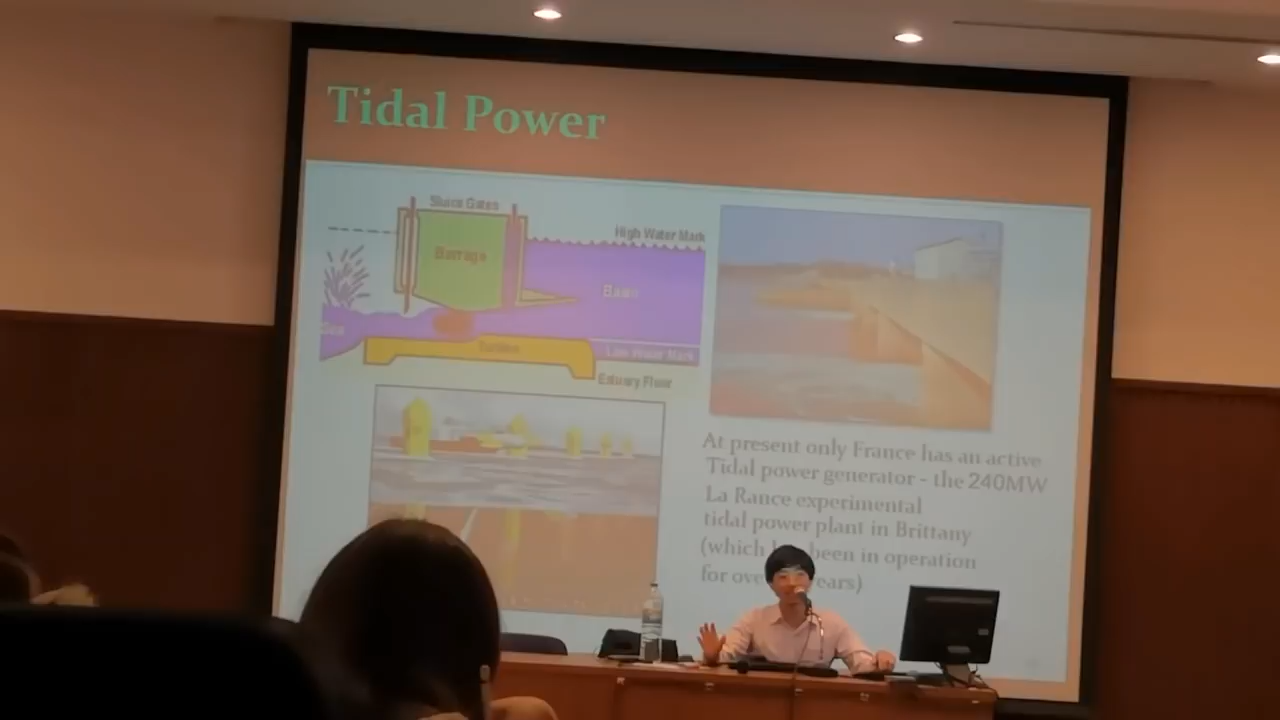 Tidal Power
Sluice Gates
High Water Mark
Barrage
Basin
Sea
Turbine
Low Water Mark
Estuary Floor
At present only France has an active
Tidal power generator - the 240MW
La Rance experimental
tidal power plant in Brittany
(which been in operation
for